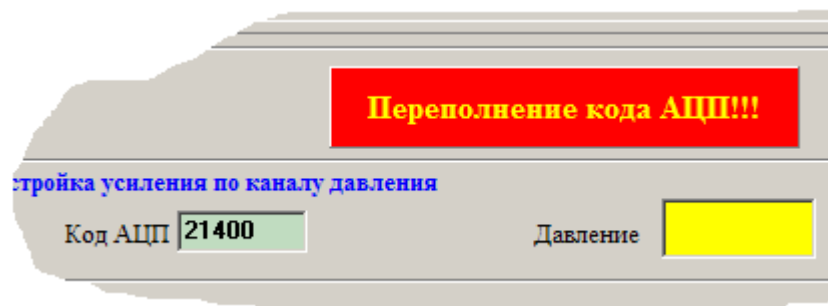 Переполнение кода АЦП!!!
стройка усиления по каналу давления
Код АЦП 21400 Давление